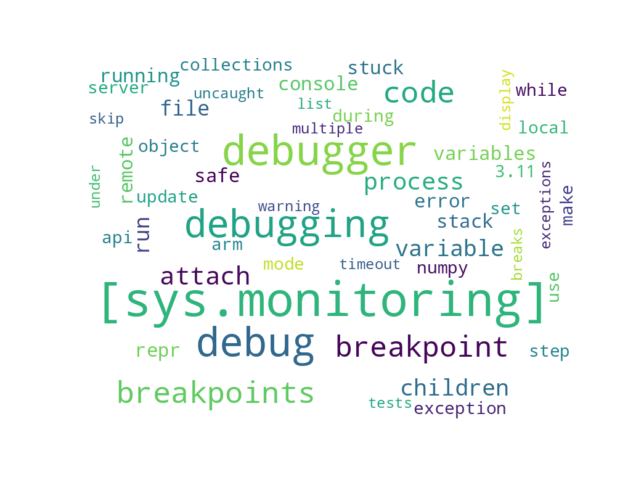 collections
stuck
running
server
console
code
while
display
uncaught
list
file
during
skip
multiple
local
object
debugger
variables
3.11
under
remote
safe
process
exceptions
make
update
error
set
warning
stack
debugging
api
run
arm
variable
breaks
mode
timeout
numpy
attach
use
[sys.monitoring]
debug
breakpoint
repr
step
breakpoints
children
tests
exception